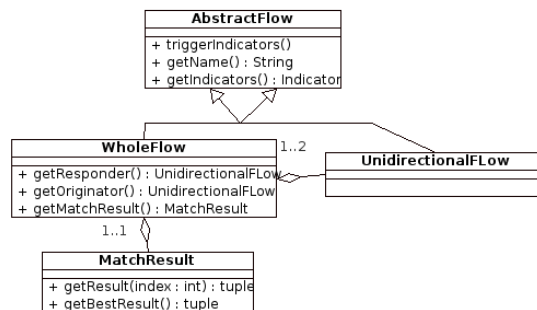 AbstractFlow
+ triggerIndicators()
+ getName() : String
+ getIndicators() : Indicator
WholeFlow
+ getResponder() : UnidirectionalFLow
+ getOriginator() : UnidirectionalFLow
+ getMatchResult() : MatchResult
1..2
UnidirectionalFLow
1..1
MatchResult
+ getResult(index : int) : tuple
+ getBestResult() : tuple